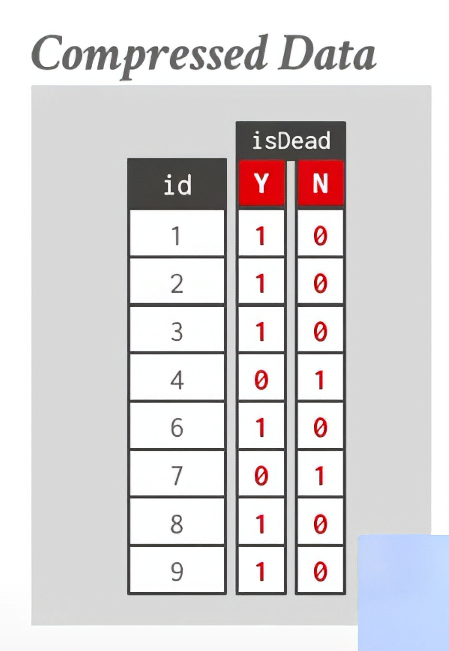 Compressed Data
isDead
id Y N
1 1 0
2 1 0
3 1 0
4 0 1
6 1 0
7 0 1
8 1 0
9 1 0